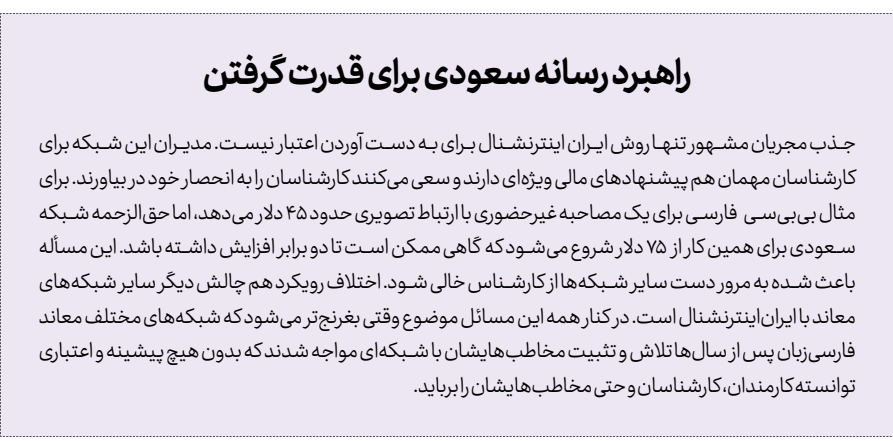 راهبرد رسانه سعودی برای قدرت گرفتن
جذب مجریان مشهور تنها روش ایران اینترنشنال برای به دست آوردن اعتبار نیست. مدیران این شبکه برای
کارشناسان مهمان هم پیشنهادهای مالی ویژه‌ای دارند و سعی می‌کنند کارشناسان را به انحصار خود در بیاورند. برای
مثال بی‌بی‌سی فارسی برای یک مصاحبه غیرحضوری با ارتباط تصویری حدود ۴۵ دلار می‌دهد، اما حق‌الزحمه شبکه
سعودی برای همین کار از ۷۵ دلار شروع می‌شود که گاهی ممکن است تا دو برابر افزایش داشته باشد. این مسأله
باعث شده به مرور دست سایر شبکه‌ها از کارشناس خالی شود. اختلاف رویکرد هم چالش دیگر سایر شبکه‌های
معاند با ایران‌اینترنشنال است. در کنار همه این مسائل موضوع وقتی بغرنج‌تر می‌شود که شبکه‌های مختلف معاند
فارسی‌زبان پس از سال‌ها تلاش و تثبیت مخاطب‌هایشان با شبکه‌ای مواجه شدند که بدون هیچ پیشینه و اعتباری
توانسته کارمندان، کارشناسان و حتی مخاطب‌هایشان را برباید.